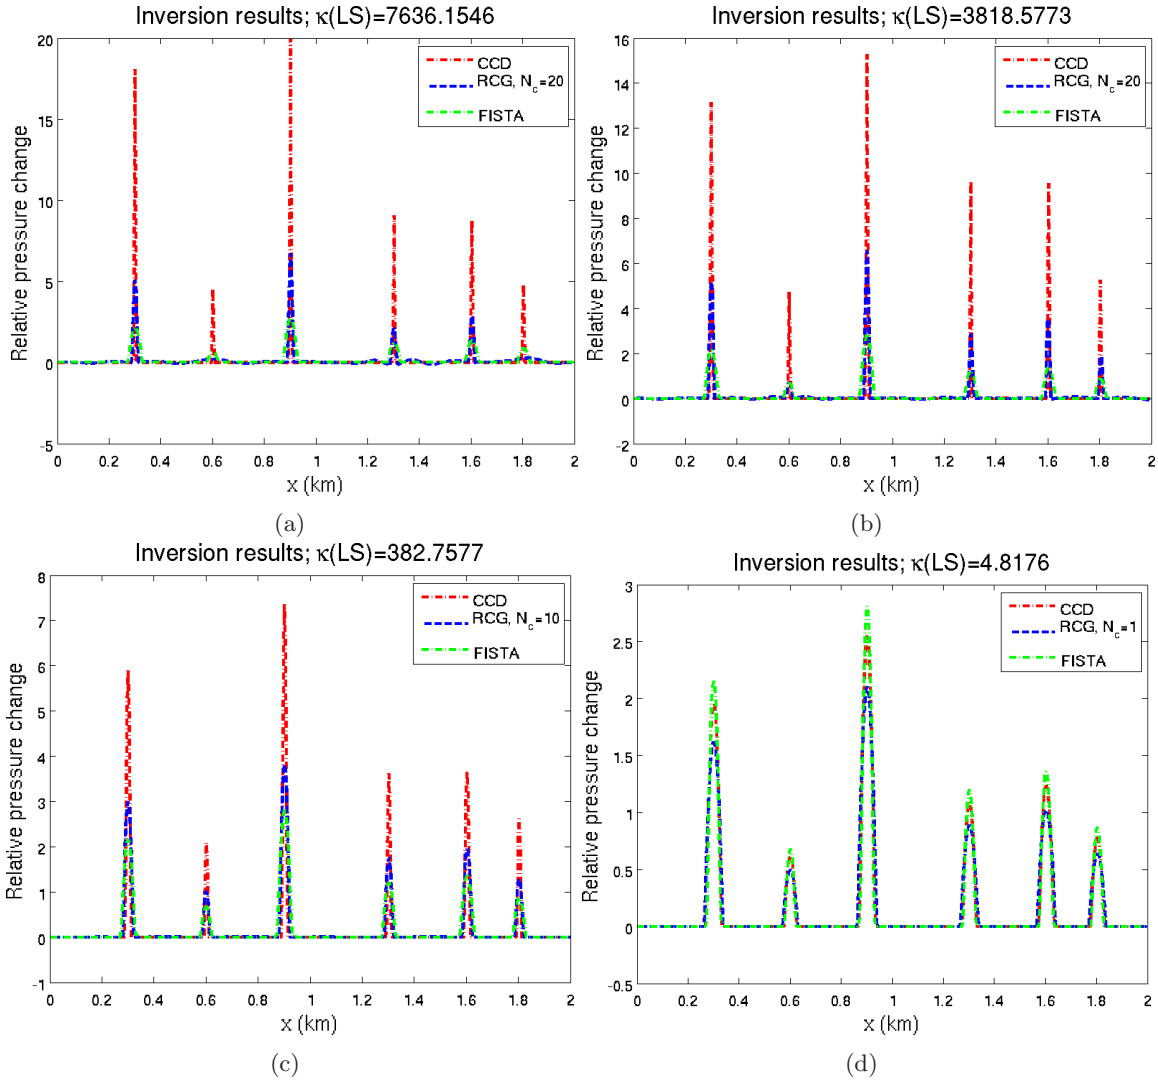 Inversion results; κ(LS)=7636.1546
20
15
10
5
0
-5
Relative pressure change
CCD
RCG, N_c=20
FISTA
0 0.2 0.4 0.6 0.8 1 1.2 1.4 1.6 1.8 2
x (km)
(a)
Inversion results; κ(LS)=3818.5773
16
14
12
10
8
6
4
2
0
-2
Relative pressure change
CCD
RCG, N_c=20
FISTA
0 0.2 0.4 0.6 0.8 1 1.2 1.4 1.6 1.8 2
x (km)
(b)
Inversion results; κ(LS)=382.7577
8
7
6
5
4
3
2
1
0
-1
Relative pressure change
CCD
RCG, N_c=10
FISTA
0 0.2 0.4 0.6 0.8 1 1.2 1.4 1.6 1.8 2
x (km)
(c)
Inversion results; κ(LS)=4.8176
3
2.5
2
1.5
1
0.5
0
-0.5
Relative pressure change
CCD
RCG, N_c=1
FISTA
0 0.2 0.4 0.6 0.8 1 1.2 1.4 1.6 1.8 2
x (km)
(d)